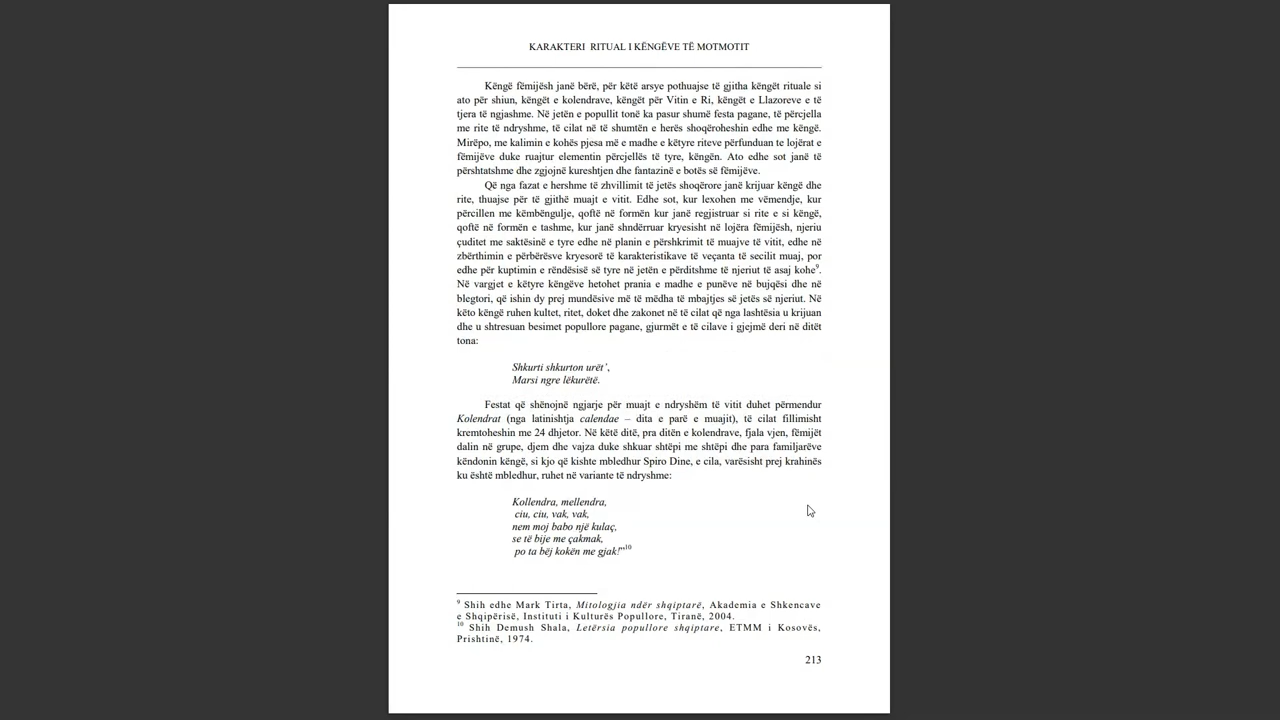 KARAKTERI RITUAL I KËNGËVE TË MOTMOTIT
Këngë fëmijësh janë bërë, për këtë arsye pothuajse të gjitha këngët rituale si
ato për shiun, këngët e kolendrave, këngët për Vitin e Ri, këngët e Llazoreve e të
tjera të ngjashme. Në jetën e popullit tonë ka pasur shumë festa pagane, të përcjella
me rite të ndryshme, të cilat në të shumtën e herës shoqëroheshin edhe me këngë.
Mirëpo, me kalimin e kohës pjesa më e madhe e këtyre riteve përfunduan te lojërat e
fëmijëve duke ruajtur elementin përcjellës të tyre, këngën. Ato edhe sot janë të
përshtatshme dhe zgjojnë kureshtjen dhe fantazinë e botës së fëmijëve.
Që nga fazat e hershme të zhvillimit të jetës shoqërore janë krijuar këngë dhe
rite, thuajse për të gjithë muajt e vitit. Edhe sot, kur lexohen me vëmendje, kur
përcillen me këmbëngulje, qoftë në formën kur janë regjistruar si rite e si këngë,
qoftë në formën e tashme, kur janë shndërruar kryesisht në lojëra fëmijësh, njeriu
çuditet me saktësinë e tyre edhe në planin e përshkrimit të muajve të vitit, edhe në
zbërthimin e përbërësve kryesorë të karakteristikave të veçanta të secilit muaj, por
edhe për kuptimin e rëndësisë së tyre në jetën e përditshme të njeriut të asaj kohe⁹.
Në vargjet e këtyre këngëve hetohet prania e madhe e punëve në bujqësi dhe në
blegtori, që ishin dy prej mundësive më të mëdha të mbajtjes së jetës së njeriut. Në
këto këngë ruhen kultet, ritet, doket dhe zakonet në të cilat që nga lashtësia u krijuan
dhe u shtresuan besimet popullore pagane, gjurmët e të cilave i gjejmë deri në ditët
tona:
Shkurti shkurton urët’,
Marsi ngre lëkurëtë.
Festat që shënojnë ngjarje për muajt e ndryshëm të vitit duhet përmendur
Kolendrat (nga latinishtja calendae – dita e parë e muajit), të cilat fillimisht
kremtoheshin me 24 dhjetor. Në këtë ditë, pra ditën e kolendrave, fjala vjen, fëmijët
dalin në grupe, djem dhe vajza duke shkuar shtëpi me shtëpi dhe para familjarëve
këndonin këngë, si kjo që kishte mbledhur Spiro Dine, e cila, varësisht prej krahinës
ku është mbledhur, ruhet në variante të ndryshme:
Kollendra, mellendra,
ciu, ciu, vak, vak,
nem moj babo një kulaç,
se të bije me çakmak,
po ta bëj kokën me gjak!”¹⁰
⁹ Shih edhe Mark Tirta, Mitologjia ndër shqiptarë, Akademia e Shkencave
e Shqipërisë, Instituti i Kulturës Popullore, Tiranë, 2004.
¹⁰ Shih Demush Shala, Letërsia popullore shqiptare, ETMM i Kosovës,
Prishtinë, 1974.
213